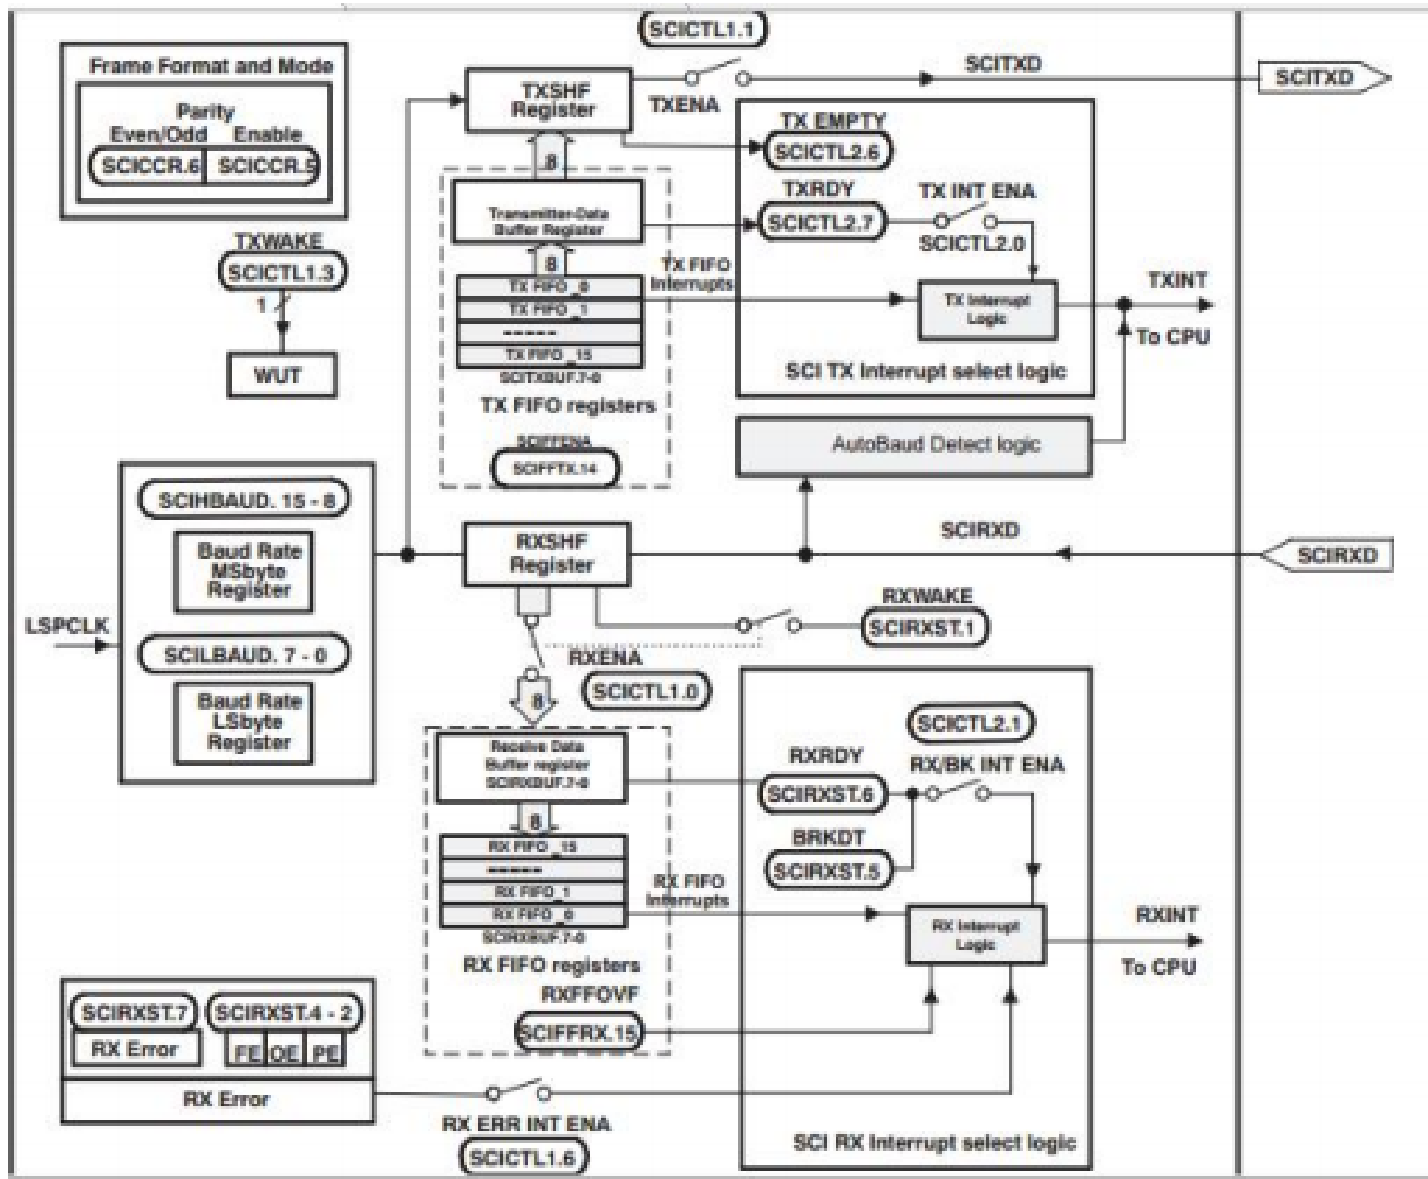 SCICTL1.1
Frame Format and Mode
Parity
Even/Odd Enable
SCICCR.6 SCICCR.5
TXWAKE
SCICTL1.3
1
WUT
TXSHF
Register
TXENA
SCITXD
SCITXD
8
Transmitter-Data
Buffer Register
8
TX FIFO _0
TX FIFO _1
-----
TX FIFO _15
SCITXBUF.7-0
TX FIFO registers
SCIFFENA
SCIFFTX.14
TX FIFO
Interrupts
TX EMPTY
SCICTL2.6
TXRDY
SCICTL2.7
TX INT ENA
SCICTL2.0
TX Interrupt
Logic
SCI TX Interrupt select logic
TXINT
To CPU
AutoBaud Detect logic
LSPCLK
SCIHBAUD. 15 - 8
Baud Rate
MSbyte
Register
SCILBAUD. 7 - 0
Baud Rate
LSbyte
Register
RXSHF
Register
SCIRXD
SCIRXD
RXWAKE
SCIRXST.1
RXENA
SCICTL1.0
8
Receive Data
Buffer register
SCIRXBUF.7-0
8
RX FIFO _15
-----
RX FIFO_1
RX FIFO _0
SCIRXBUF.7-0
RX FIFO registers
RXFFOVF
SCIFFRX.15
RX FIFO
Interrupts
SCICTL2.1
RXRDY
RX/BK INT ENA
SCIRXST.6
BRKDT
SCIRXST.5
RX Interrupt
Logic
RXINT
To CPU
SCI RX Interrupt select logic
SCIRXST.7 SCIRXST.4 - 2
RX Error FE OE PE
RX Error
RX ERR INT ENA
SCICTL1.6